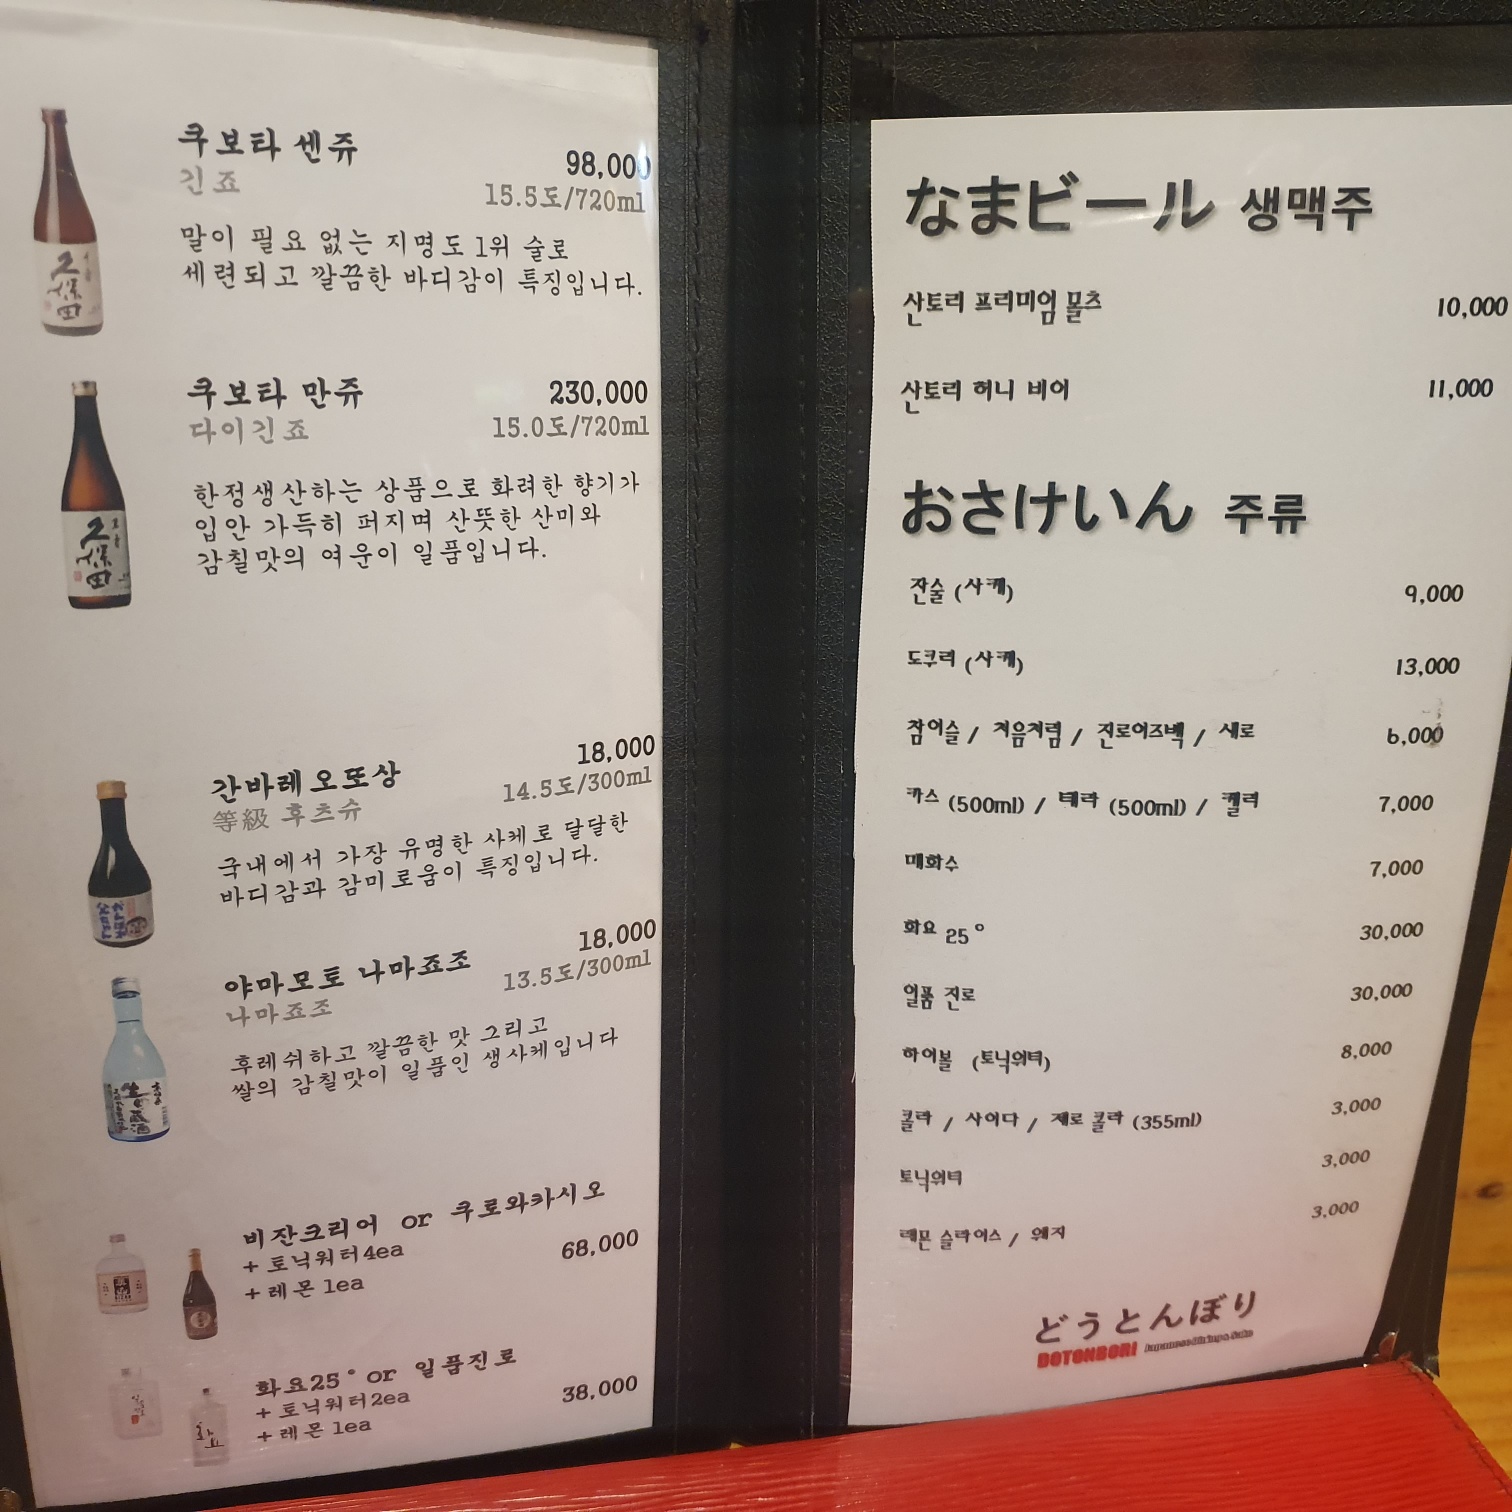 쿠보타 센쥬
98,000
긴죠
15.5도/720ml
말이 필요 없는 지명도 1위 술로
세련되고 깔끔한 바디감이 특징입니다.
久保田
쿠보타 만쥬
230,000
다이긴죠
15.0도/720ml
한정생산하는 상품으로 화려한 향기가
입안 가득히 퍼지며 산뜻한 산미와
감칠맛의 여운이 일품입니다.
久保田
18,000
간바레오또상
14.5도/300ml
等級 후츠슈
국내에서 가장 유명한 사케로 달달한
바디감과 감미로움이 특징입니다.
18,000
야마모토 나마죠조
13.5도/300ml
나마죠조
후레쉬하고 깔끔한 맛 그리고
쌀의 감칠맛이 일품인 생사케입니다
비잔크리어 or 쿠로와카시오
+ 토닉워터4ea
68,000
+ 레몬 1ea
화요25° or 일품진로
+ 토닉워터2ea
38,000
+ 레몬 1ea
화요
なまビール 생맥주
산토리 프리미엄 몰츠 10,000
산토리 허니 비어 11,000
おさけいん 주류
잔술 (사케) 9,000
도쿠리 (사케) 13,000
참이슬 / 처음처럼 / 진로이즈백 / 새로 6,000
카스 (500ml) / 테라 (500ml) / 켈리 7,000
매화수 7,000
화요 25° 30,000
일품 진로 30,000
하이볼 (토닉워터) 8,000
콜라 / 사이다 / 제로 콜라 (355ml) 3,000
토닉워터 3,000
레몬 슬라이스 / 웨지 3,000
どうとんぼり
DOTONBORI Japanese Dining & Sake